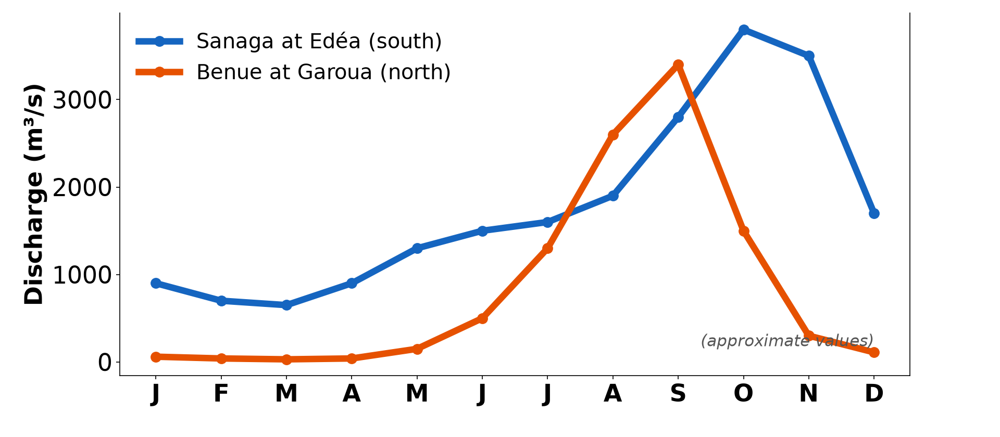 Sanaga at Edéa (south)
Benue at Garoua (north)
Discharge (m³/s)
3000
2000
1000
0
(approximate values)
J F M A M J J A S O N D